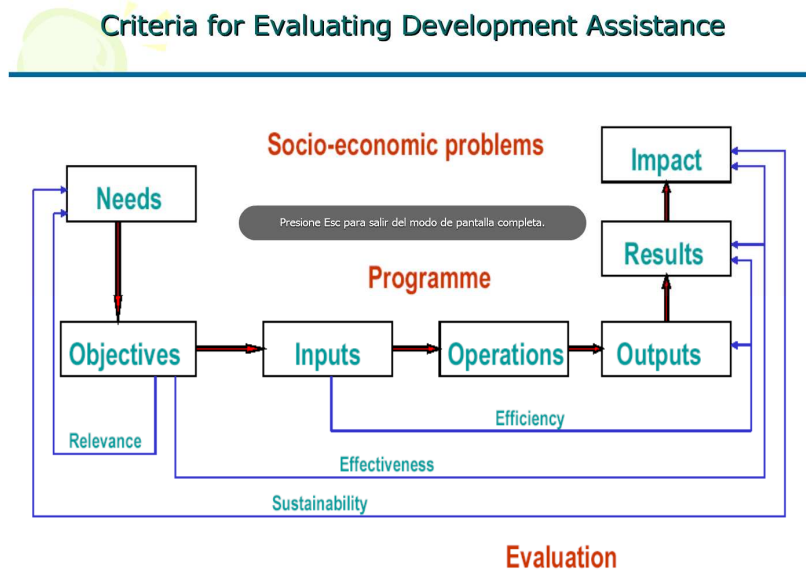 Criteria for Evaluating Development Assistance
Socio-economic problems
Impact
Needs
Presione Esc para salir del modo de pantalla completa.
Results
Programme
Objectives
Inputs
Operations
Outputs
Efficiency
Relevance
Effectiveness
Sustainability
Evaluation